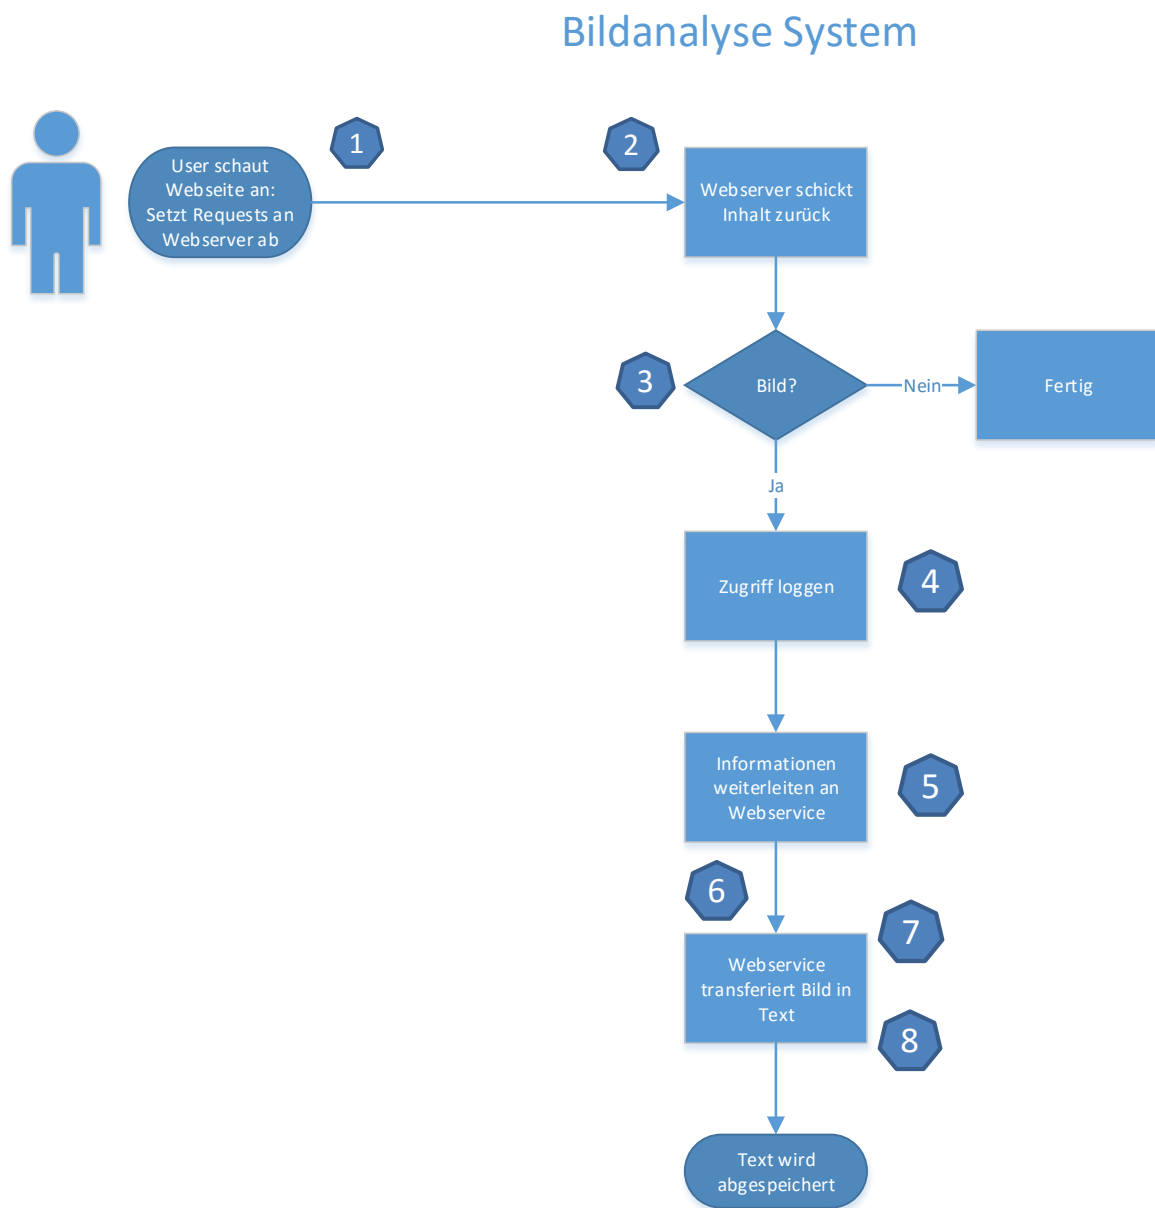 Bildanalyse System
1
2
User schaut
Webseite an:
Setzt Requests an
Webserver ab
Webserver schickt
Inhalt zurück
3
Bild?
Nein
Fertig
Ja
Zugriff loggen
4
Informationen
weiterleiten an
Webservice
5
6
7
Webservice
transferiert Bild in
Text
8
Text wird
abgespeichert